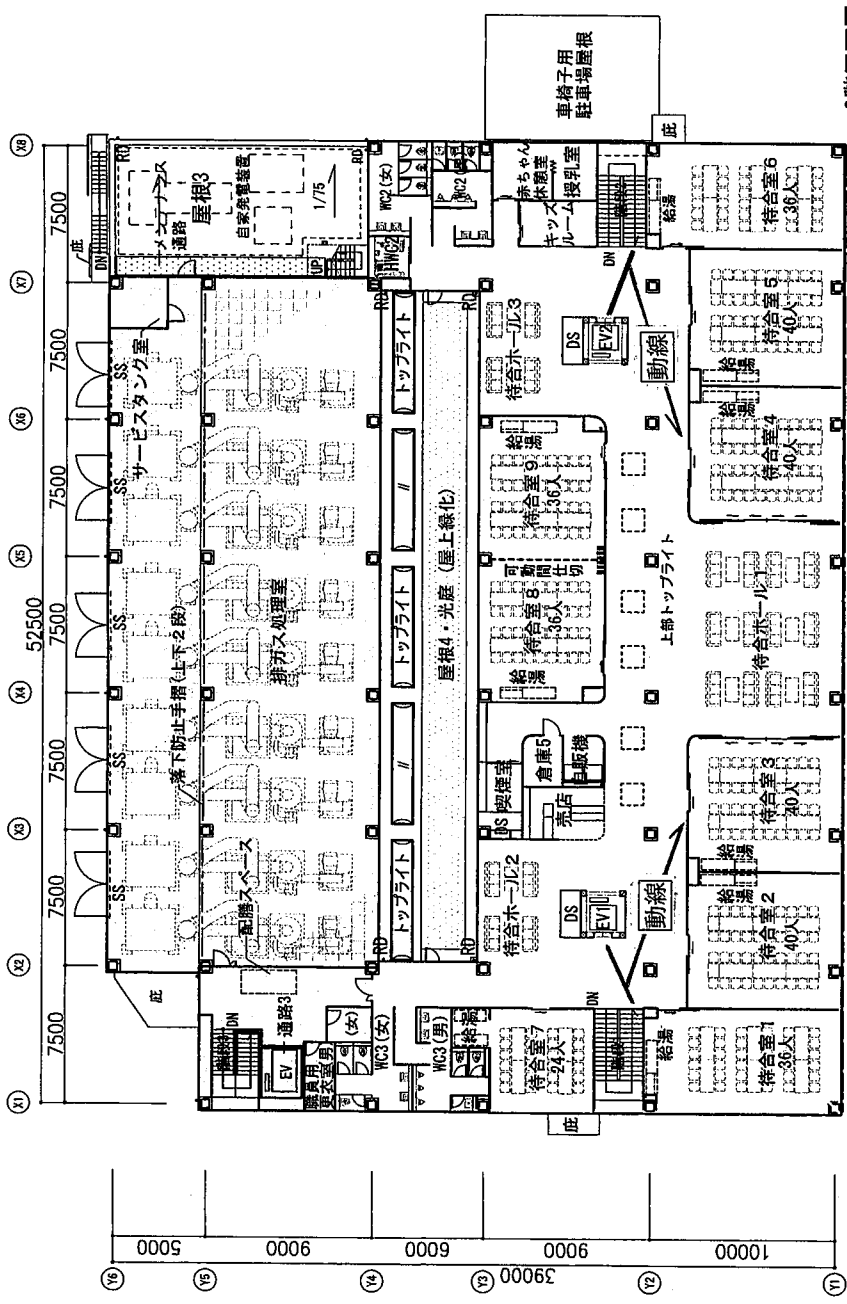 X1
X2
X3
X4
X5
X6
X7
X8
52500
7500
7500
7500
7500
7500
7500
7500
Y6
Y5
Y4
Y3
Y2
Y1
5000
9000
6000
9000
10000
39000
庇
庇
DN
SS
SS
SS
SS
SS
サービスタンク室
落下防止手摺(上下2段)
排ガス処理室
配膳スペース
通路3
DN
EV
職員用
更衣室男
(女)
メンテナンス
通路
屋根3
自家発電装置
1/75
RD
RD
UP
トップライト
〃
トップライト
〃
トップライト
RD
RD
屋根4・光庭 (屋上緑化)
WC3(女)
WC3(男)
給湯
HWC2
WC2(女)
WC2(男)
車椅子用
駐車場屋根
待合室7
24人
待合ホール2
DS
EV1
DS
喫煙室
売店
倉庫5
自販機
給湯
待合室8
36人
可動間仕切
待合室9
36人
給湯
待合ホール3
DS
EV2
キッズ
ルーム
赤ちゃん
休憩室
授乳室
庇
DN
DN
動線
動線
上部トップライト
庇
給湯
待合室1
36人
待合室2
40人
給湯
給湯
待合室3
40人
待合ホール1
待合室4
40人
給湯
給湯
待合室5
40人
給湯
待合室6
36人